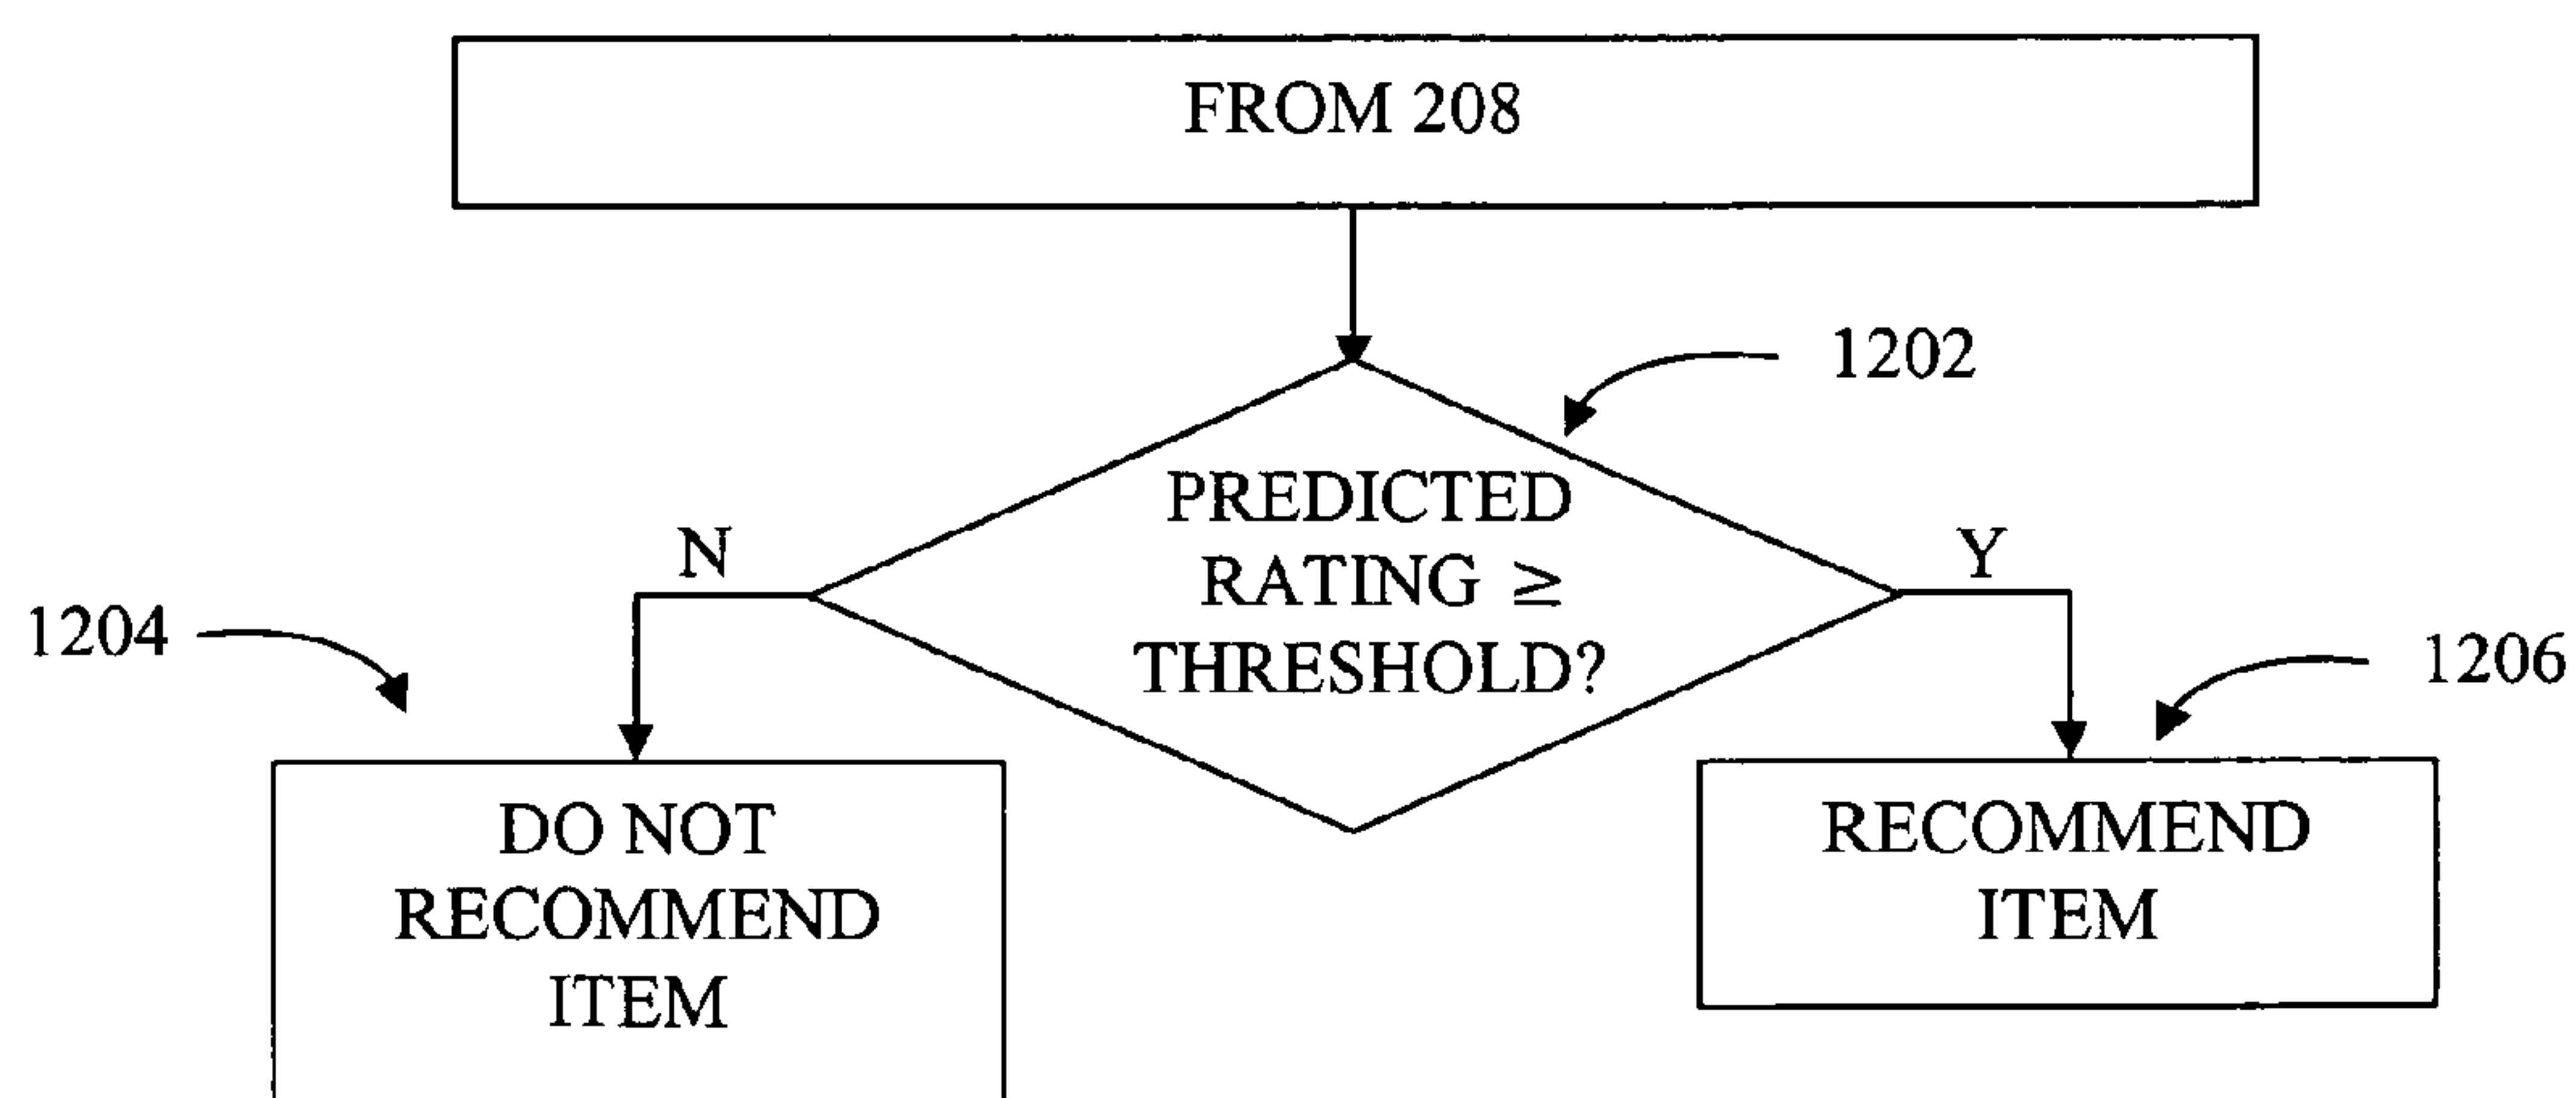 FROM 208
1202
PREDICTED
RATING ≥
THRESHOLD?
N
Y
1204
1206
DO NOT
RECOMMEND
ITEM
RECOMMEND
ITEM